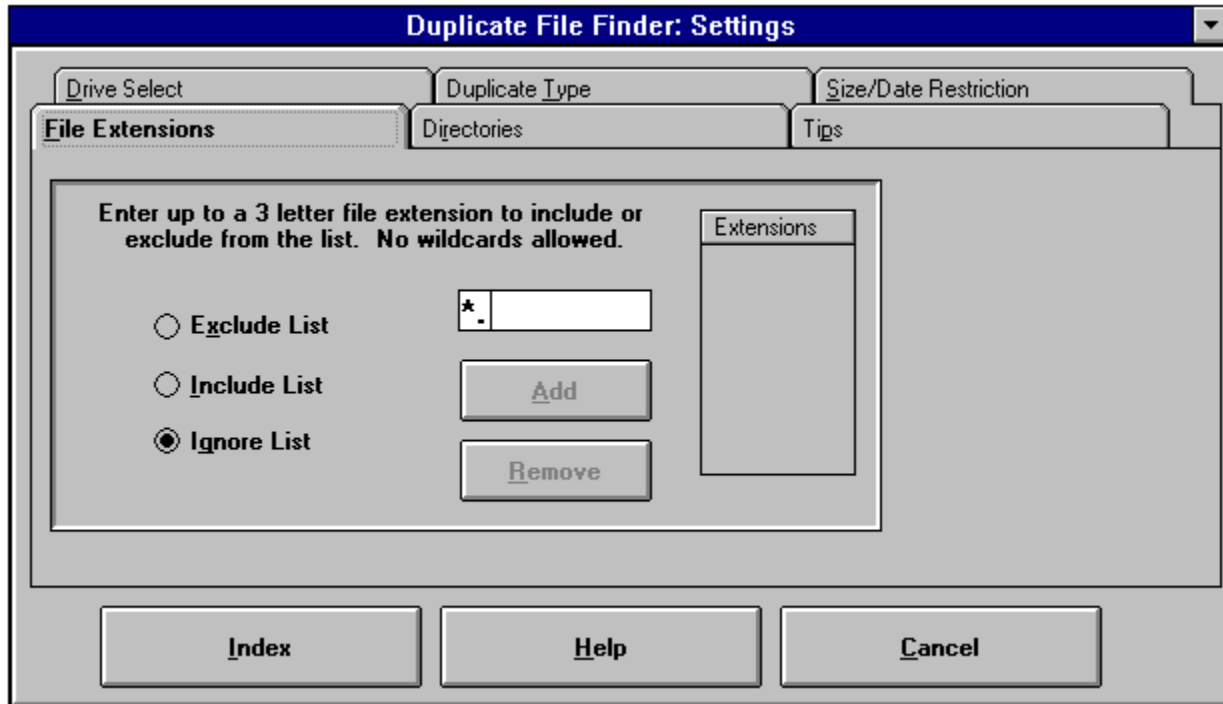 Duplicate File Finder: Settings
Drive Select
Duplicate Type
Size/Date Restriction
File Extensions
Directories
Tips
Enter up to a 3 letter file extension to include or
exclude from the list.  No wildcards allowed.
Extensions
*.
Exclude List
Include List
Add
Ignore List
Remove
Index
Help
Cancel